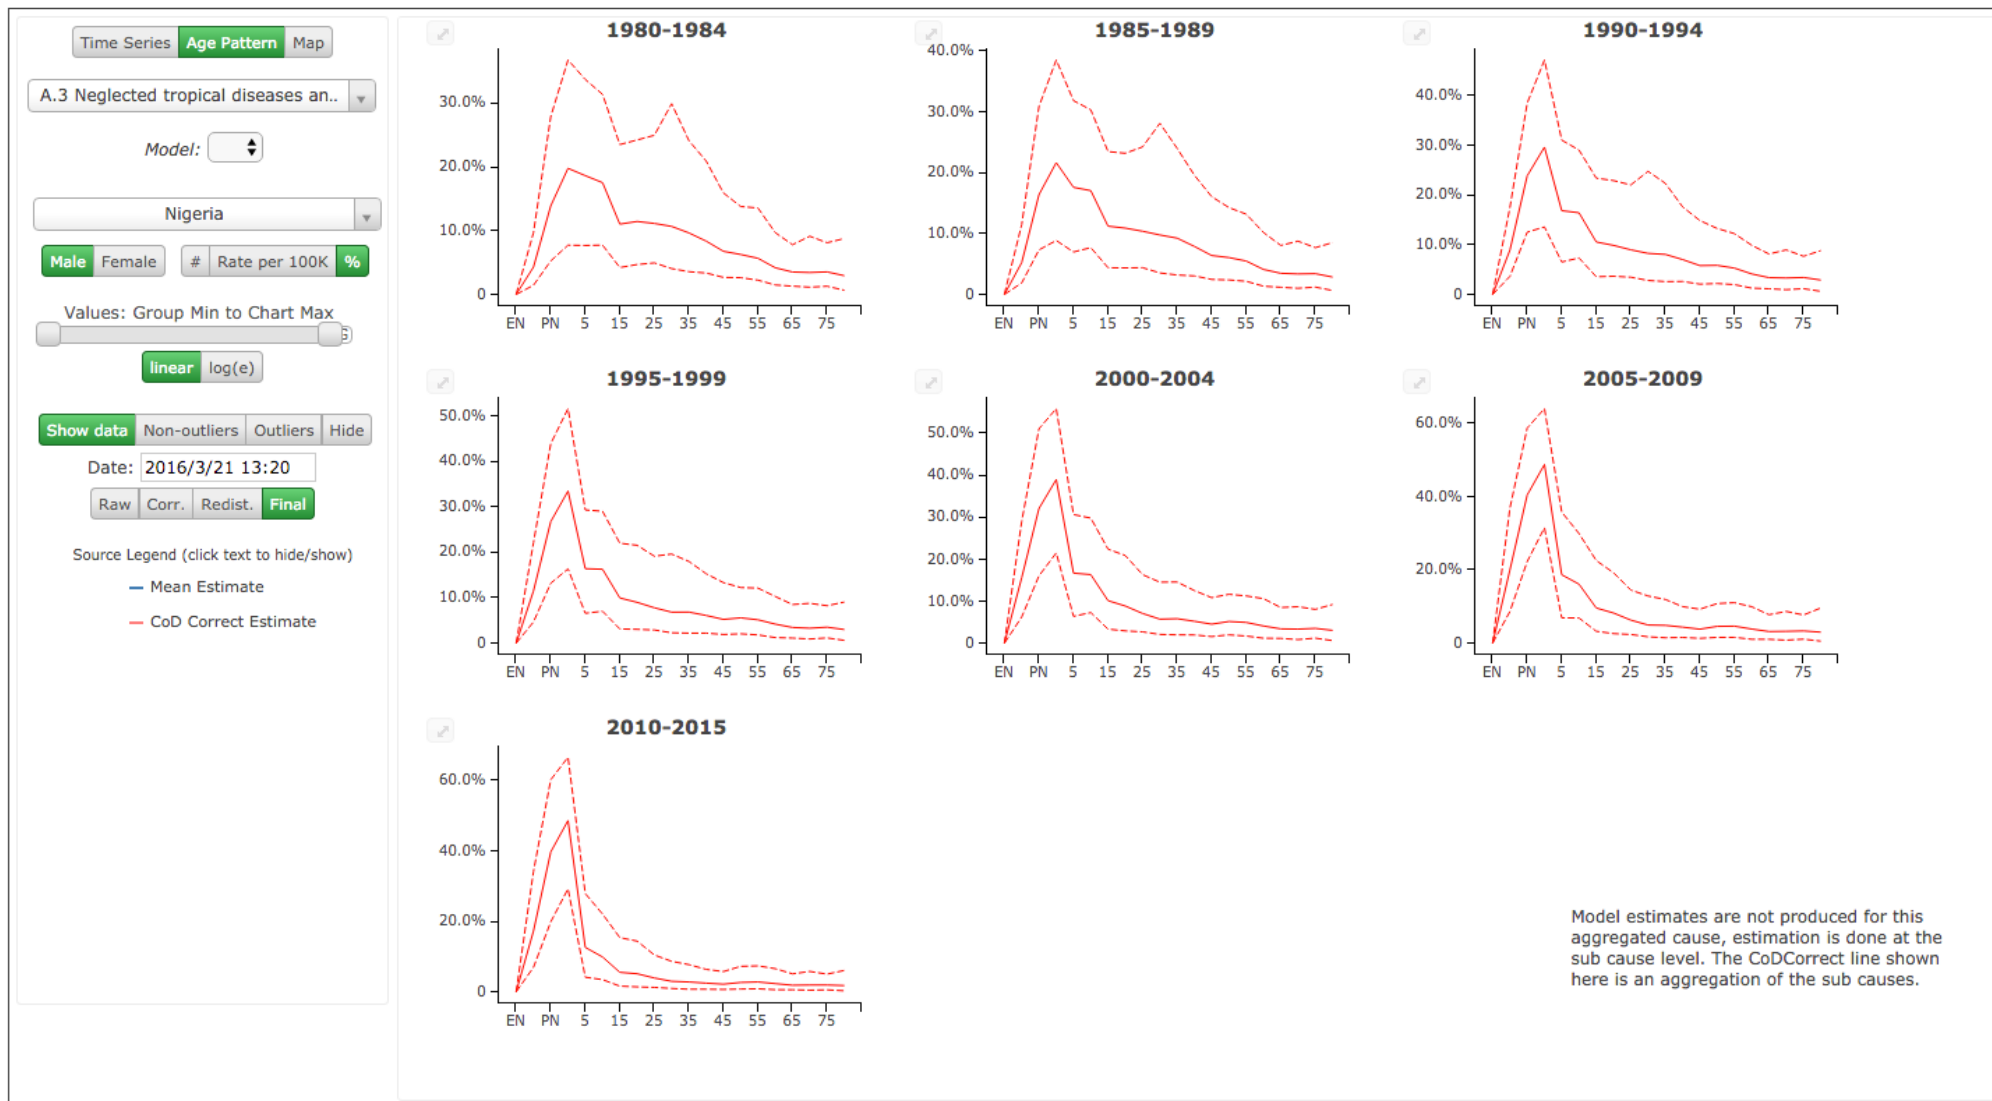 Time Series Age Pattern Map
A.3 Neglected tropical diseases an..
Model:
Nigeria
Male Female # Rate per 100K %
Values: Group Min to Chart Max
linear log(e)
Show data Non-outliers Outliers Hide
Date: 2016/3/21 13:20
Raw Corr. Redist. Final
Source Legend (click text to hide/show)
Mean Estimate
CoD Correct Estimate
1980-1984
30.0%
20.0%
10.0%
0
EN PN 5 15 25 35 45 55 65 75
1985-1989
40.0%
30.0%
20.0%
10.0%
0
EN PN 5 15 25 35 45 55 65 75
1990-1994
40.0%
30.0%
20.0%
10.0%
0
EN PN 5 15 25 35 45 55 65 75
1995-1999
50.0%
40.0%
30.0%
20.0%
10.0%
0
EN PN 5 15 25 35 45 55 65 75
2000-2004
50.0%
40.0%
30.0%
20.0%
10.0%
0
EN PN 5 15 25 35 45 55 65 75
2005-2009
60.0%
40.0%
20.0%
0
EN PN 5 15 25 35 45 55 65 75
2010-2015
60.0%
40.0%
20.0%
0
EN PN 5 15 25 35 45 55 65 75
Model estimates are not produced for this
aggregated cause, estimation is done at the
sub cause level. The CoDCorrect line shown
here is an aggregation of the sub causes.